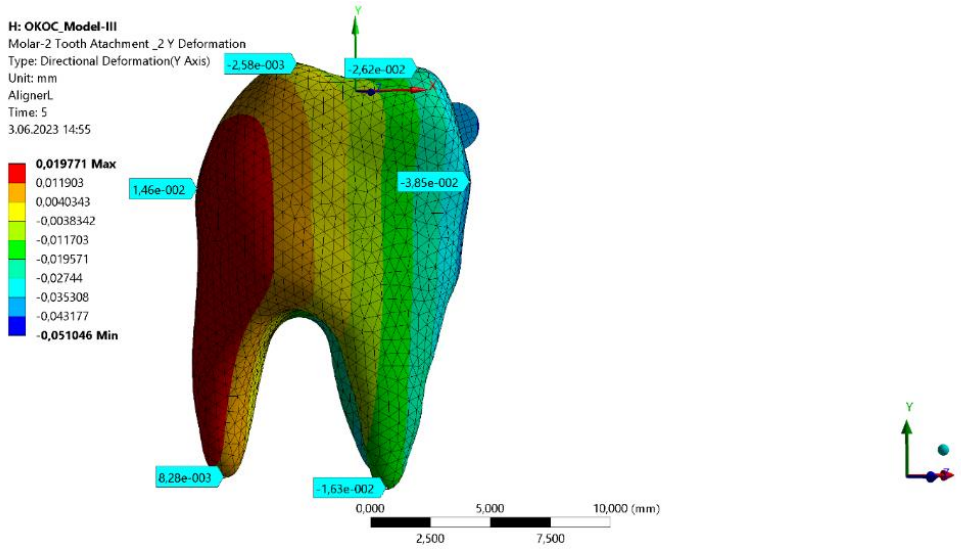 H: OKOC_Model-III
Molar-2 Tooth Atachment _2 Y Deformation
Type: Directional Deformation(Y Axis)
Unit: mm
AlignerL
Time: 5
3.06.2023 14:55
0,019771 Max
0,011903
0,0040343
-0,0038342
-0,011703
-0,019571
-0,02744
-0,035308
-0,043177
-0,051046 Min
Y
-2,58e-003
-2,62e-002
X
1,46e-002
-3,85e-002
8,28e-003
-1,63e-002
0,000 5,000 10,000 (mm)
2,500 7,500
Y
Z